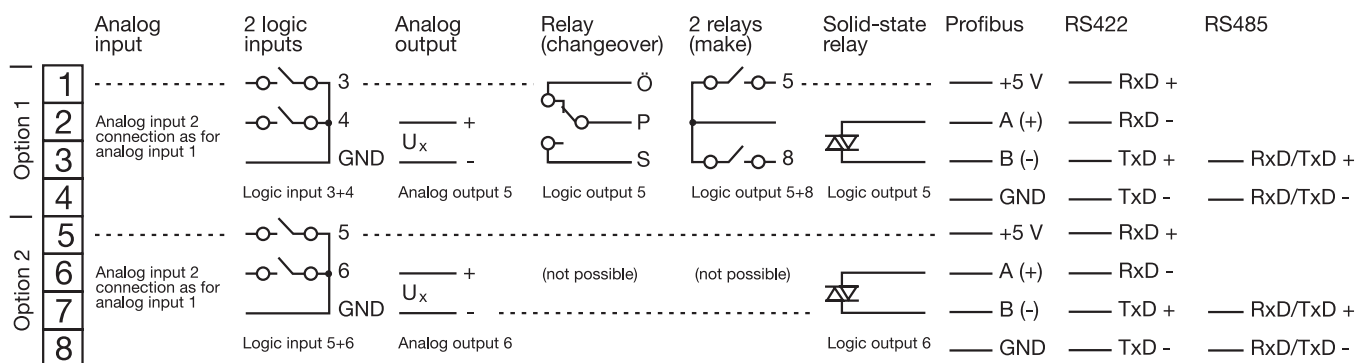 Analog input 2 logic inputs Analog output Relay (changeover) 2 relays (make) Solid-state relay Profibus RS422 RS485
Option 1
1 3 Ö 5 +5 V RxD +
2 Analog input 2 connection as for analog input 1 4 Ux + P A (+) RxD -
3 GND - S 8 B (-) TxD + RxD/TxD +
4 Logic input 3+4 Analog output 5 Logic output 5 Logic output 5+8 Logic output 5 GND TxD - RxD/TxD -
Option 2
5 5 +5 V RxD +
6 Analog input 2 connection as for analog input 1 6 Ux + (not possible) (not possible) A (+) RxD -
7 GND - B (-) TxD + RxD/TxD +
8 Logic input 5+6 Analog output 6 Logic output 6 GND TxD - RxD/TxD -